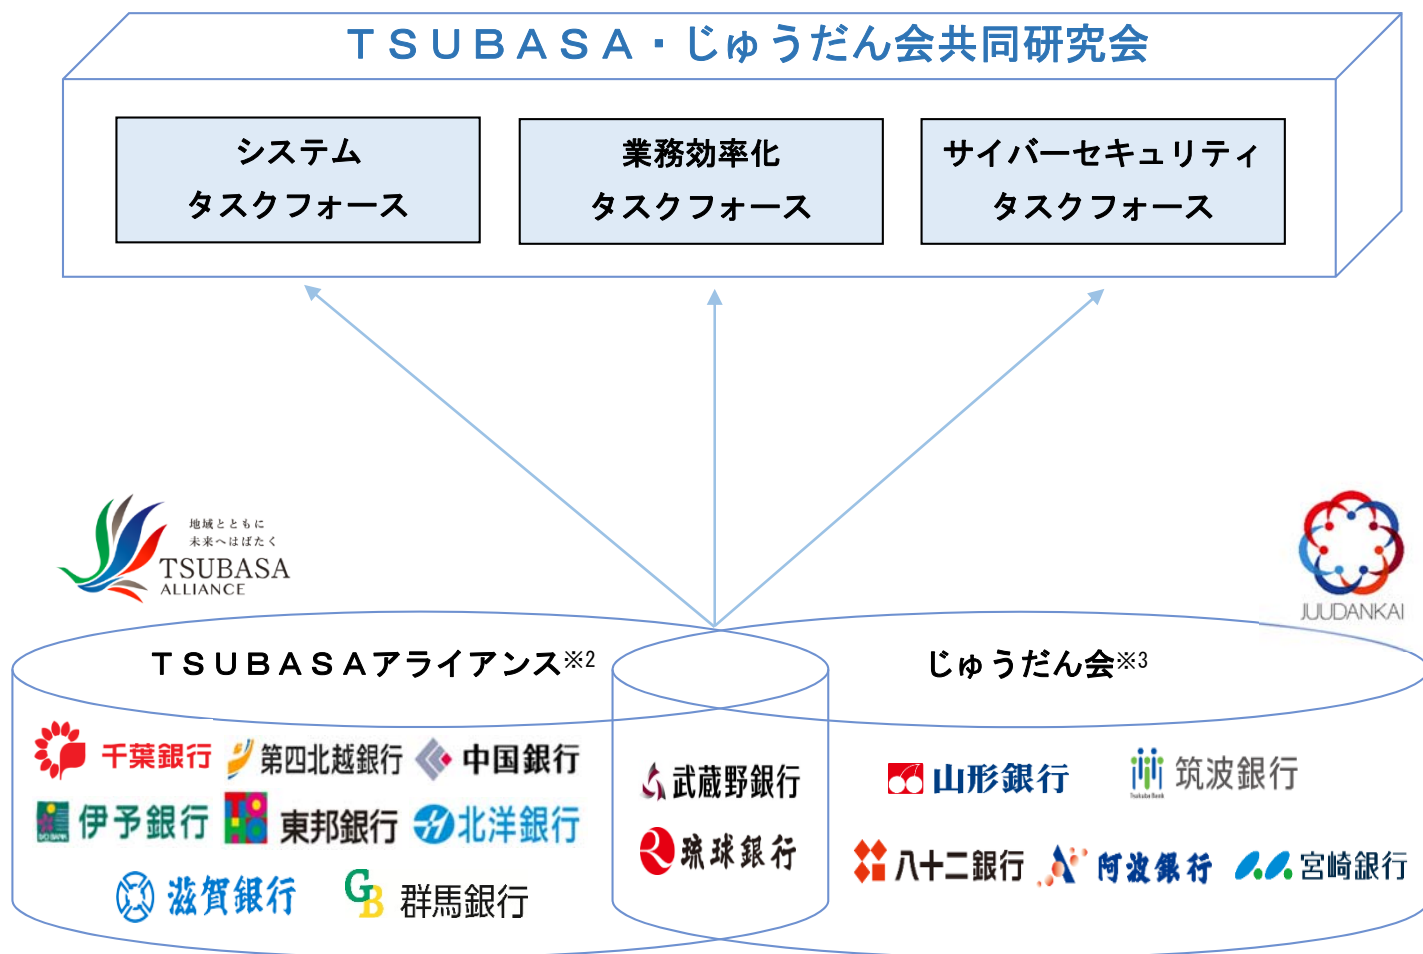 ＴＳＵＢＡＳＡ・じゅうだん会共同研究会
システム
タスクフォース
業務効率化
タスクフォース
サイバーセキュリティ
タスクフォース
地域とともに
未来へはばたく
TSUBASA
ALLIANCE
JUUDANKAI
ＴＳＵＢＡＳＡアライアンス※2
じゅうだん会※3
千葉銀行
第四北越銀行
中国銀行
伊予銀行
TOHO
東邦銀行
北洋銀行
滋賀銀行
GB
群馬銀行
武蔵野銀行
琉球銀行
山形銀行
Tsukuba Bank
筑波銀行
八十二銀行
阿波銀行
宮崎銀行